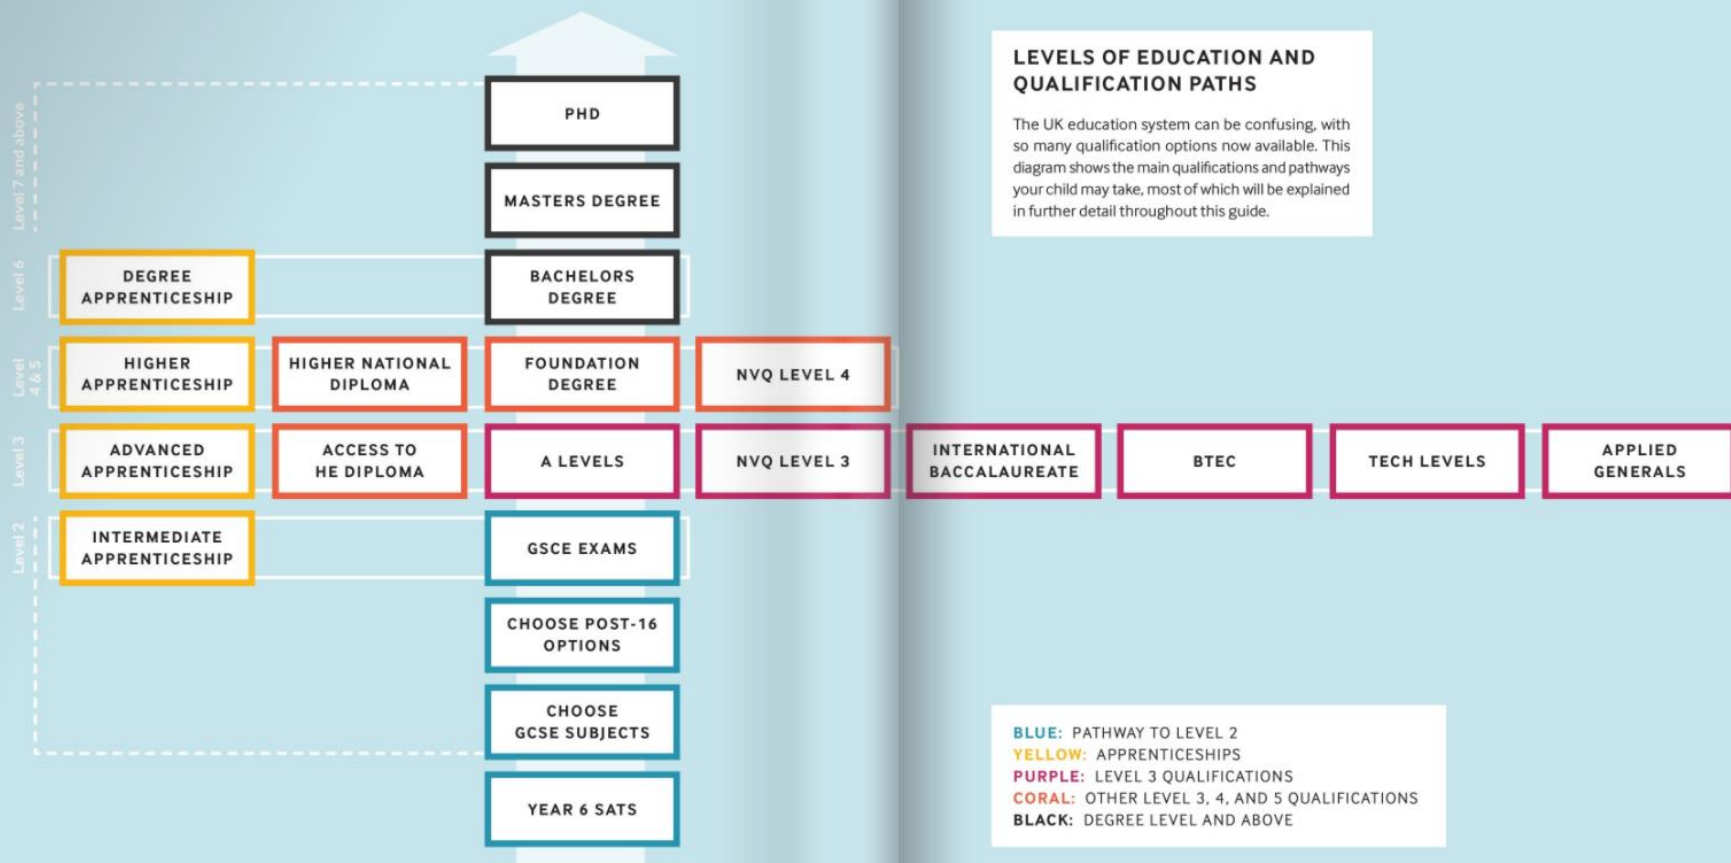 LEVELS OF EDUCATION AND
QUALIFICATION PATHS
The UK education system can be confusing, with
so many qualification options now available. This
diagram shows the main qualifications and pathways
your child may take, most of which will be explained
in further detail throughout this guide.
Level 7 and above
PHD
MASTERS DEGREE
Level 6
DEGREE
APPRENTICESHIP
BACHELORS
DEGREE
Level
4 & 5
HIGHER
APPRENTICESHIP
HIGHER NATIONAL
DIPLOMA
FOUNDATION
DEGREE
NVQ LEVEL 4
Level 3
ADVANCED
APPRENTICESHIP
ACCESS TO
HE DIPLOMA
A LEVELS
NVQ LEVEL 3
INTERNATIONAL
BACCALAUREATE
BTEC
TECH LEVELS
APPLIED
GENERALS
Level 2
INTERMEDIATE
APPRENTICESHIP
GSCE EXAMS
CHOOSE POST-16
OPTIONS
CHOOSE
GCSE SUBJECTS
YEAR 6 SATS
BLUE: PATHWAY TO LEVEL 2
YELLOW: APPRENTICESHIPS
PURPLE: LEVEL 3 QUALIFICATIONS
CORAL: OTHER LEVEL 3, 4, AND 5 QUALIFICATIONS
BLACK: DEGREE LEVEL AND ABOVE